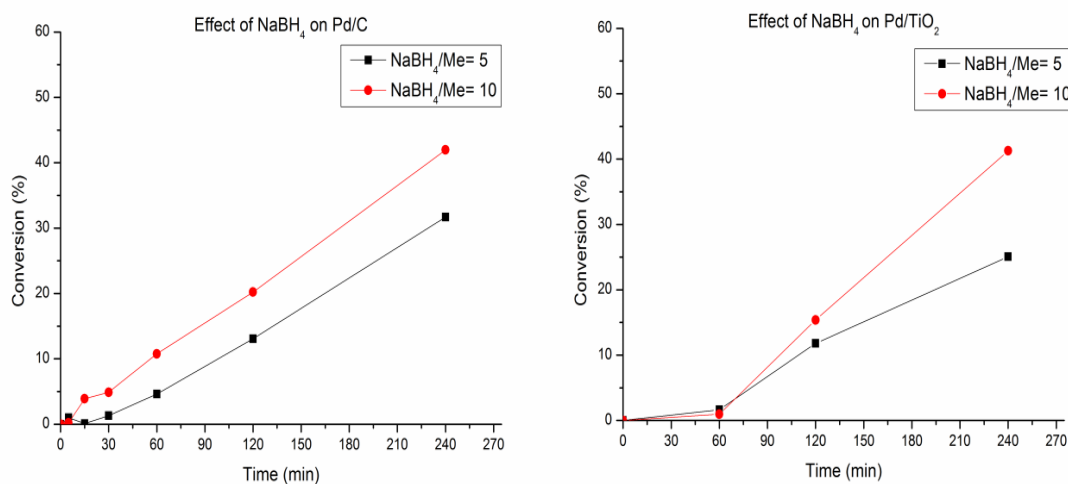 Effect of NaBH₄ on Pd/C
NaBH₄/Me= 5
NaBH₄/Me= 10
Conversion (%)
60
50
40
30
20
10
0
0 30 60 90 120 150 180 210 240 270
Time (min)
Effect of NaBH₄ on Pd/TiO₂
NaBH₄/Me= 5
NaBH₄/Me= 10
Conversion (%)
60
50
40
30
20
10
0
0 30 60 90 120 150 180 210 240 270
Time (min)